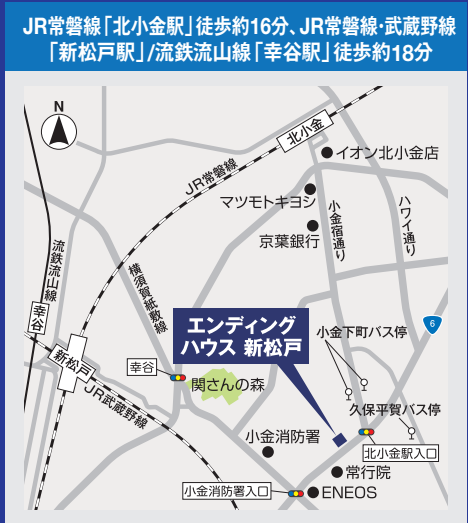 JR常磐線「北小金駅」徒歩約16分、JR常磐線・武蔵野線
「新松戸駅」/流鉄流山線「幸谷駅」徒歩約18分
N
北小金
イオン北小金店
JR常磐線
マツモトキヨシ
京葉銀行
小金宿通り
ハワイ通り
流鉄流山線
横須賀紙敷線
幸谷
エンディング
ハウス 新松戸
小金下町バス停
6
新松戸
幸谷
関さんの森
JR武蔵野線
久保平賀バス停
小金消防署
北小金駅入口
常行院
小金消防署入口
ENEOS